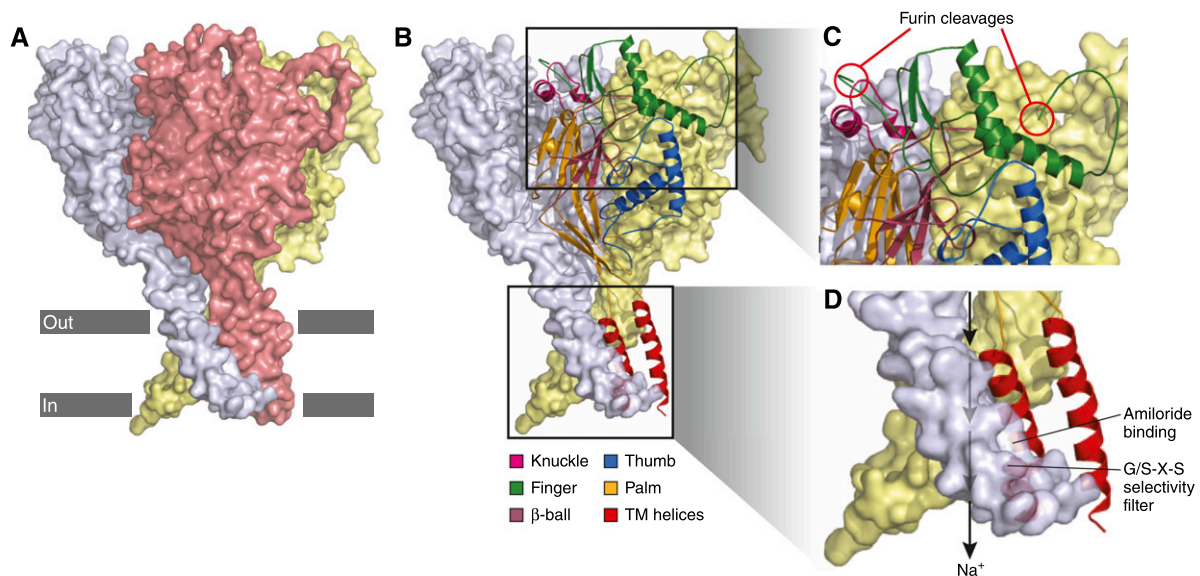 A
B
Furin cleavages
C
Out
In
D
Knuckle
Thumb
Finger
Palm
β-ball
TM helices
Amiloride
binding
G/S-X-S
selectivity
filter
Na⁺